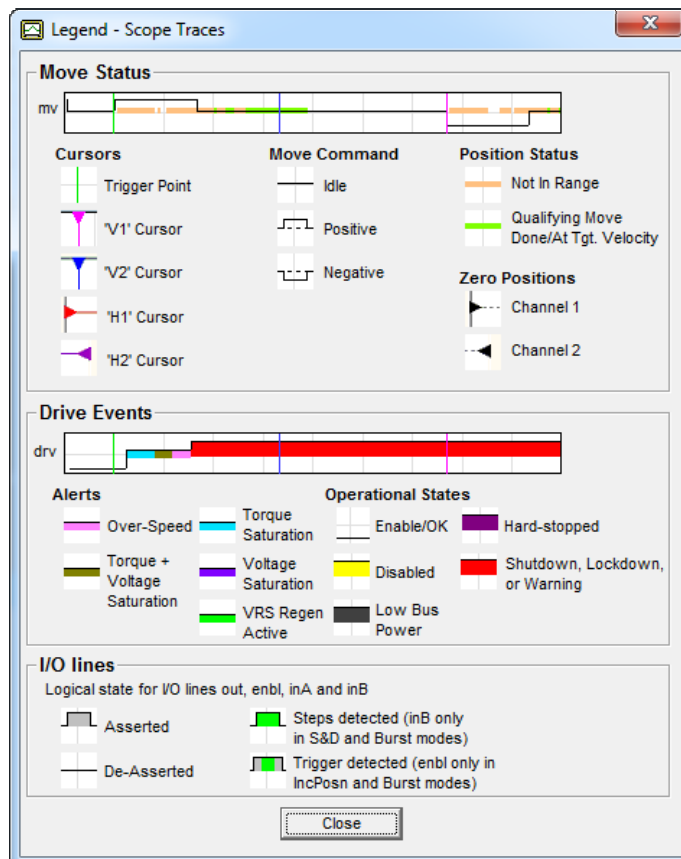 Legend - Scope Traces
Move Status
mv
Cursors
Trigger Point
'V1' Cursor
'V2' Cursor
'H1' Cursor
'H2' Cursor
Move Command
Idle
Positive
Negative
Position Status
Not In Range
Qualifying Move
Done/At Tgt. Velocity
Zero Positions
Channel 1
Channel 2
Drive Events
drv
Alerts
Over-Speed
Torque +
Voltage
Saturation
Torque
Saturation
Voltage
Saturation
VRS Regen
Active
Operational States
Enable/OK
Disabled
Low Bus
Power
Hard-stopped
Shutdown, Lockdown,
or Warning
I/O lines
Logical state for I/O lines out, enbl, inA and inB
Asserted
De-Asserted
Steps detected (inB only
in S&D and Burst modes)
Trigger detected (enbl only in
IncPosn and Burst modes)
Close